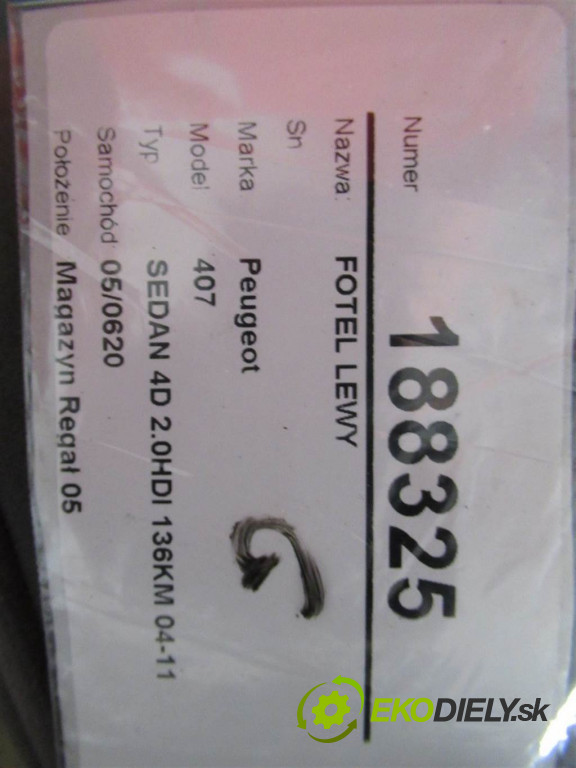 Numer 188325
Nazwa: FOTEL LEWY
Sn
Marka Peugeot
Model 407
Typ SEDAN 4D 2.0HDI 136KM 04-11
Samochód 05/0620
Położenie Magazyn Regał 05
EKODIELY.sk